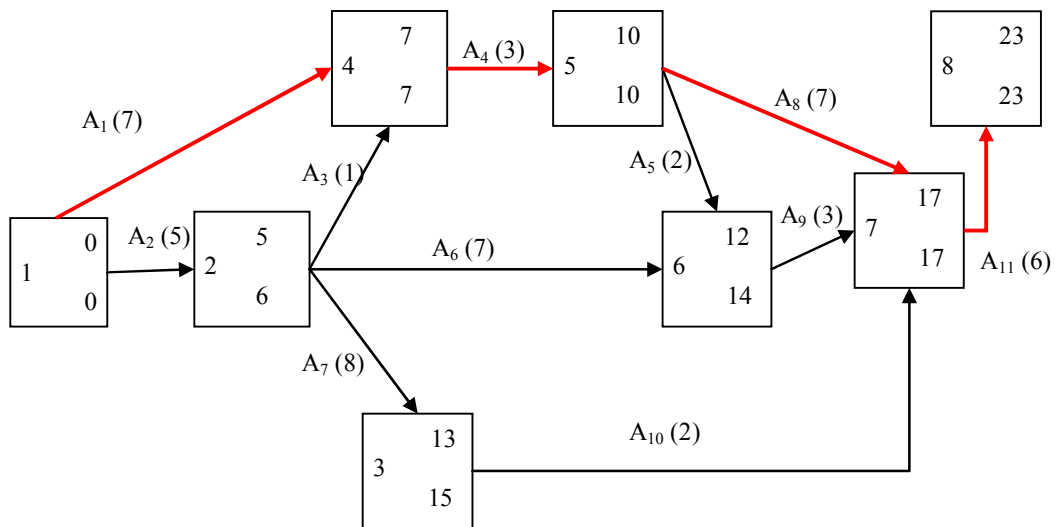 7
4
7
A₄ (3)
10
5
10
23
8
23
A₁ (7)
A₈ (7)
A₃ (1)
A₅ (2)
0
1
0
A₂ (5)
5
2
6
A₆ (7)
12
6
14
A₉ (3)
17
7
17
A₁₁ (6)
A₇ (8)
13
3
15
A₁₀ (2)